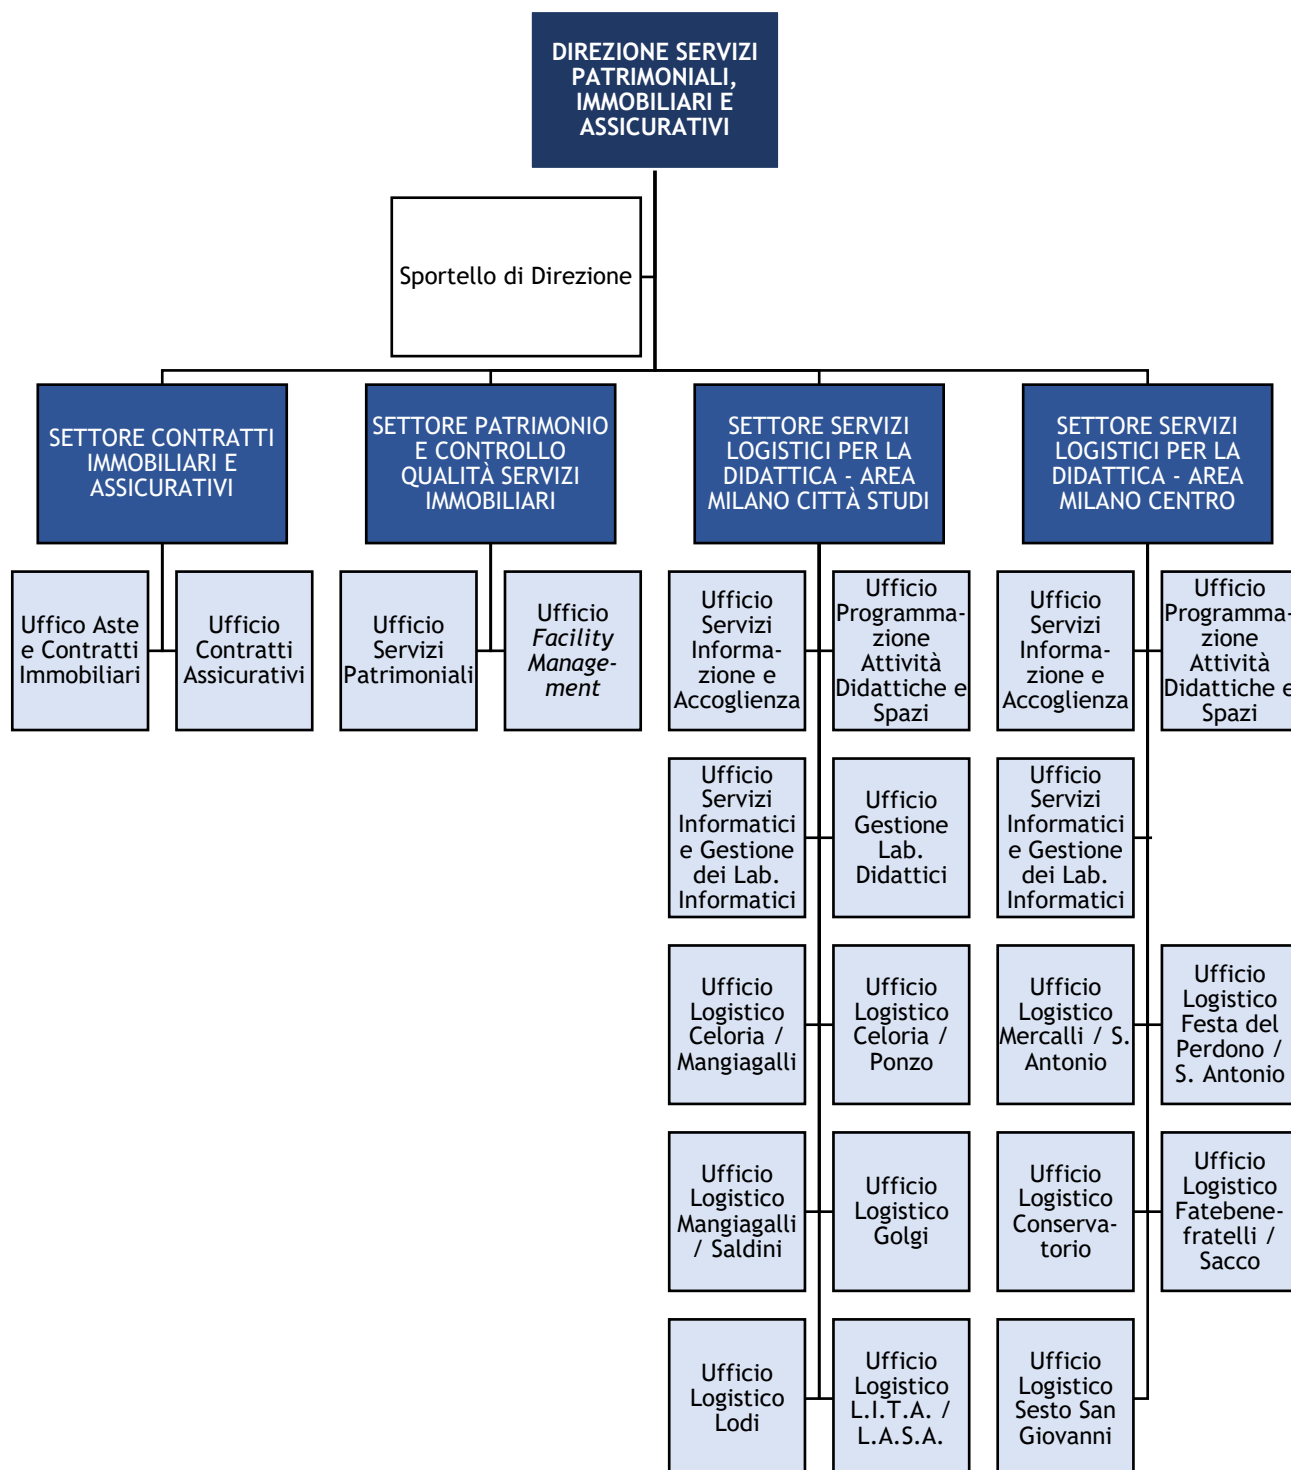 DIREZIONE SERVIZI
PATRIMONIALI,
IMMOBILIARI E
ASSICURATIVI
Sportello di Direzione
SETTORE CONTRATTI
IMMOBILIARI E
ASSICURATIVI
SETTORE PATRIMONIO
E CONTROLLO
QUALITÀ SERVIZI
IMMOBILIARI
SETTORE SERVIZI
LOGISTICI PER LA
DIDATTICA - AREA
MILANO CITTÀ STUDI
SETTORE SERVIZI
LOGISTICI PER LA
DIDATTICA - AREA
MILANO CENTRO
Uffico Aste
e Contratti
Immobiliari
Ufficio
Contratti
Assicurativi
Ufficio
Servizi
Patrimoniali
Ufficio
Facility
Manage-
ment
Ufficio
Servizi
Informa-
zione e
Accoglienza
Ufficio
Programma-
zione
Attività
Didattiche e
Spazi
Ufficio
Servizi
Informa-
zione e
Accoglienza
Ufficio
Programma-
zione
Attività
Didattiche e
Spazi
Ufficio
Servizi
Informatici
e Gestione
dei Lab.
Informatici
Ufficio
Gestione
Lab.
Didattici
Ufficio
Servizi
Informatici
e Gestione
dei Lab.
Informatici
Ufficio
Logistico
Celoria /
Mangiagalli
Ufficio
Logistico
Celoria /
Ponzo
Ufficio
Logistico
Mercalli / S.
Antonio
Ufficio
Logistico
Festa del
Perdono /
S. Antonio
Ufficio
Logistico
Mangiagalli
/ Saldini
Ufficio
Logistico
Golgi
Ufficio
Logistico
Conserva-
torio
Ufficio
Logistico
Fatebene-
fratelli /
Sacco
Ufficio
Logistico
Lodi
Ufficio
Logistico
L.I.T.A. /
L.A.S.A.
Ufficio
Logistico
Sesto San
Giovanni